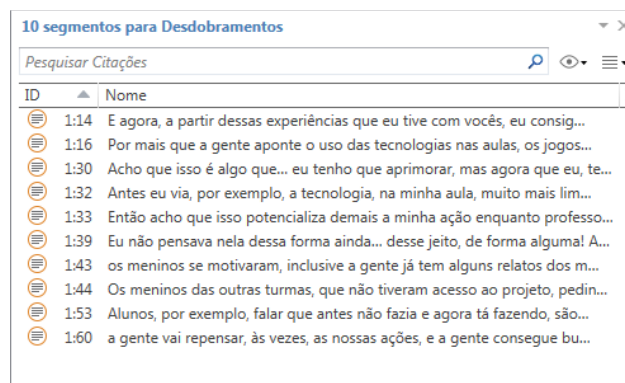 10 segmentos para Desdobramentos
Pesquisar Citações
ID Nome
1:14 E agora, a partir dessas experiências que eu tive com vocês, eu consig...
1:16 Por mais que a gente aponte o uso das tecnologias nas aulas, os jogos...
1:30 Acho que isso é algo que... eu tenho que aprimorar, mas agora que eu, te...
1:32 Antes eu via, por exemplo, a tecnologia, na minha aula, muito mais lim...
1:33 Então acho que isso potencializa demais a minha ação enquanto professo...
1:39 Eu não pensava nela dessa forma ainda... desse jeito, de forma alguma! A...
1:43 os meninos se motivaram, inclusive a gente já tem alguns relatos dos m...
1:44 Os meninos das outras turmas, que não tiveram acesso ao projeto, pedin...
1:53 Alunos, por exemplo, falar que antes não fazia e agora tá fazendo, são...
1:60 a gente vai repensar, às vezes, as nossas ações, e a gente consegue bu...